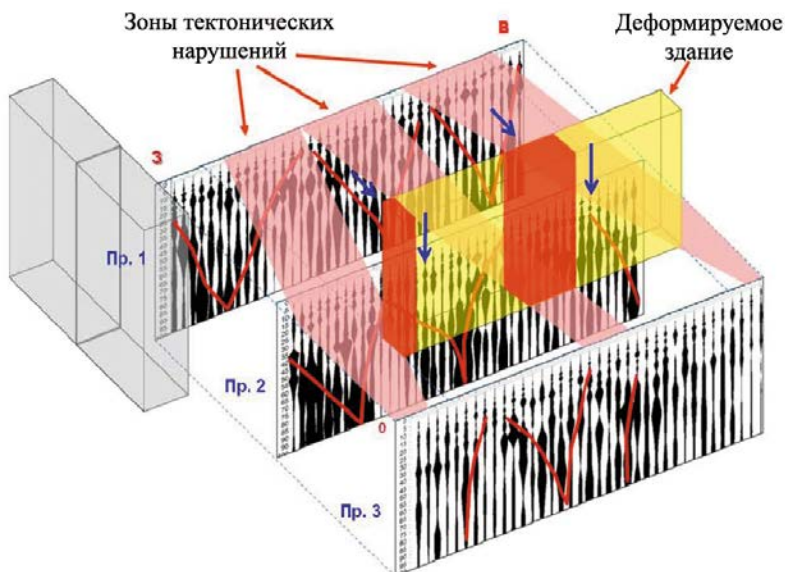 Зоны тектонических
нарушений
Деформируемое
здание
В
З
Пр. 1
Пр. 2
0
Пр. 3